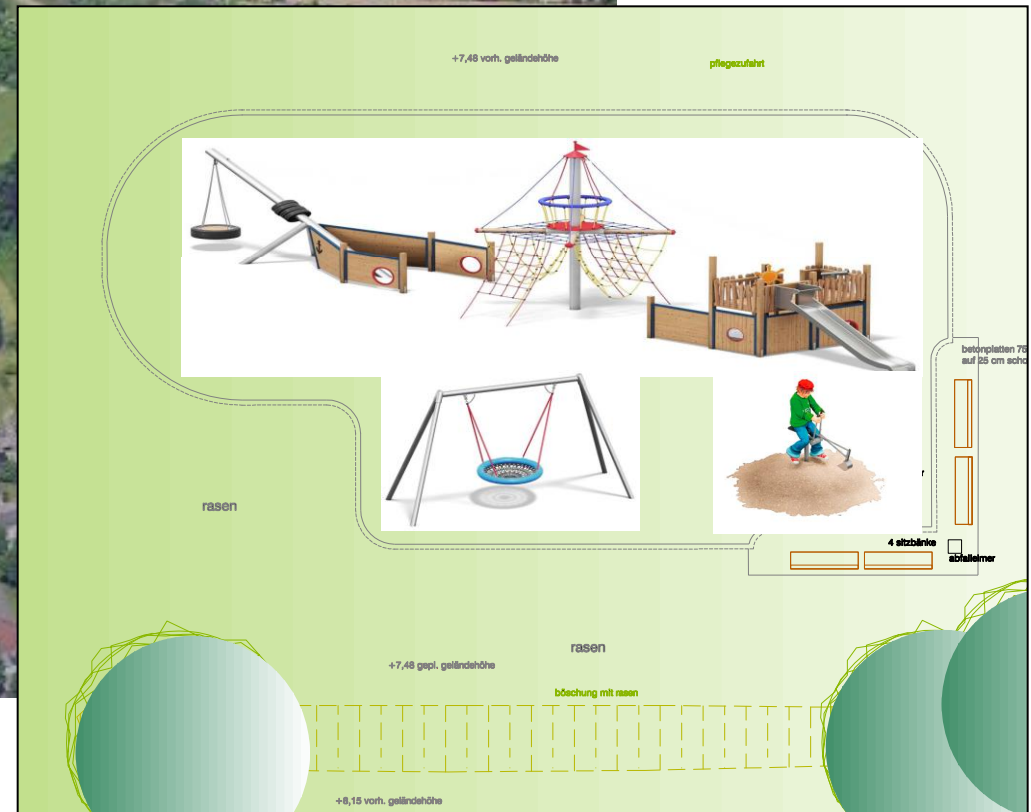 +7,48 vorh. geländehöhe
pflegezufahrt
betonplatten 75
auf 25 cm scho
rasen
4 sitzbänke
abfalleimer
rasen
+7,48 gepl. geländehöhe
böschung mit rasen
+8,15 vorh. geländehöhe